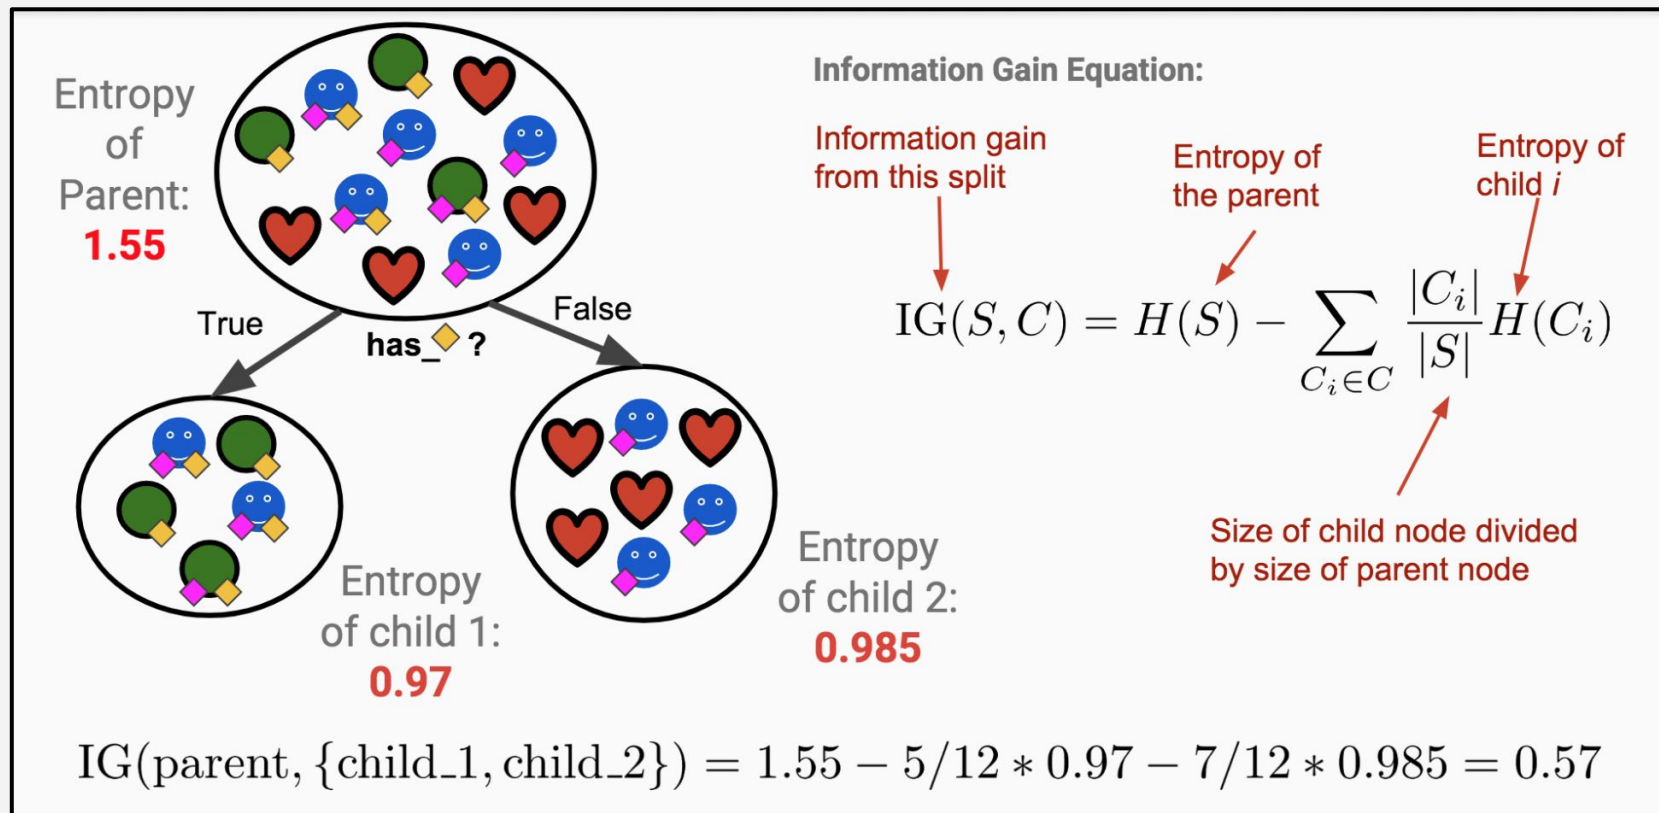 Entropy
of
Parent:
1.55
True
has_ ?
False
Entropy
of child 1:
0.97
Entropy
of child 2:
0.985
Information Gain Equation:
Information gain
from this split
Entropy of
the parent
Entropy of
child i
IG(S, C) = H(S) − ∑_{C_i∈C} |C_i|/|S| H(C_i)
Size of child node divided
by size of parent node
IG(parent, {child_1, child_2}) = 1.55 − 5/12 ∗ 0.97 − 7/12 ∗ 0.985 = 0.57